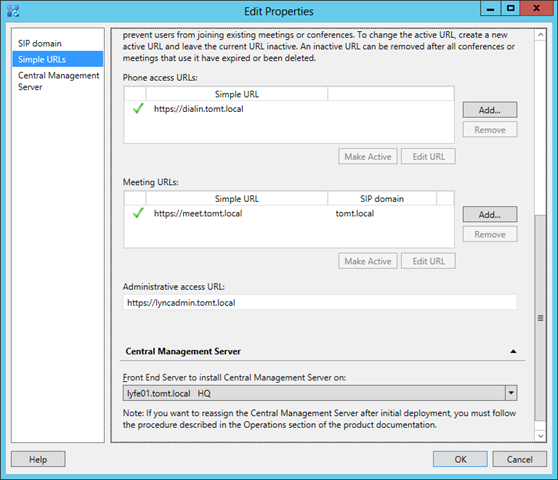 Edit Properties
SIP domain
Simple URLs
Central Management
Server
prevent users from joining existing meetings or conferences. To change the active URL, create a new
active URL and leave the current URL inactive. An inactive URL can be removed after all conferences or
meetings that use it have expired or been deleted.
Phone access URLs:
Simple URL
https://dialin.tomt.local
Add...
Remove
Make Active
Edit URL
Meeting URLs:
Simple URL
SIP domain
https://meet.tomt.local
tomt.local
Add...
Remove
Make Active
Edit URL
Administrative access URL:
https://lyncadmin.tomt.local
Central Management Server
Front End Server to install Central Management Server on:
lyfe01.tomt.local HQ
Note: If you want to reassign the Central Management Server after initial deployment, you must follow
the procedure described in the Operations section of the product documentation.
Help
OK
Cancel